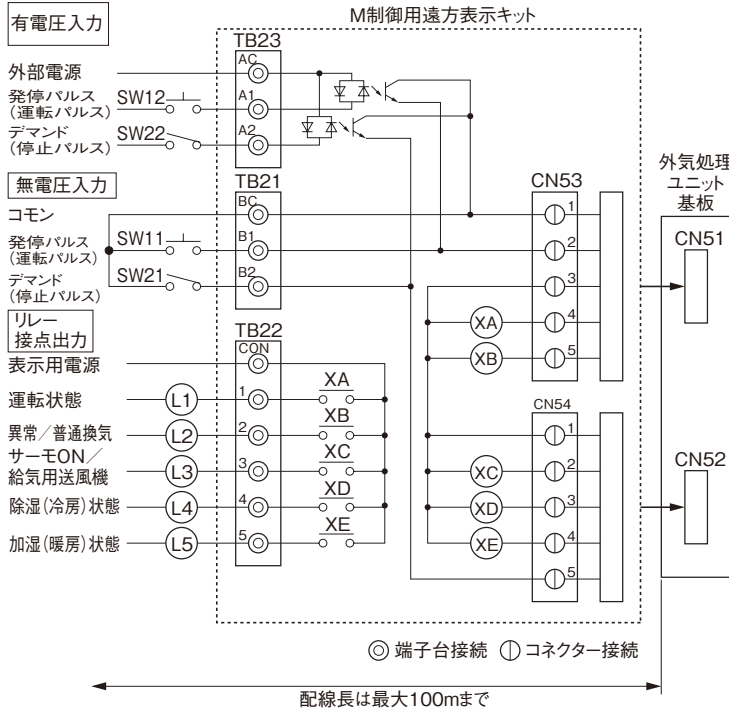 M制御用遠方表示キット
有電圧入力
TB23
外部電源
AC
発停パルス
(運転パルス)
SW12
A1
デマンド
(停止パルス)
SW22
A2
無電圧入力
TB21
CN53
外気処理
ユニット
基板
コモン
BC
1
CN51
発停パルス
(運転パルス)
SW11
B1
2
デマンド
(停止パルス)
SW21
B2
3
リレー
接点出力
XA
4
TB22
XB
5
表示用電源
CON
運転状態
L1
1
XA
CN54
異常/普通換気
L2
2
XB
1
サーモON/
給気用送風機
L3
3
XC
XC
2
CN52
除湿(冷房)状態
L4
4
XD
XD
3
加湿(暖房)状態
L5
5
XE
XE
4
5
端子台接続
コネクター接続
配線長は最大100mまで